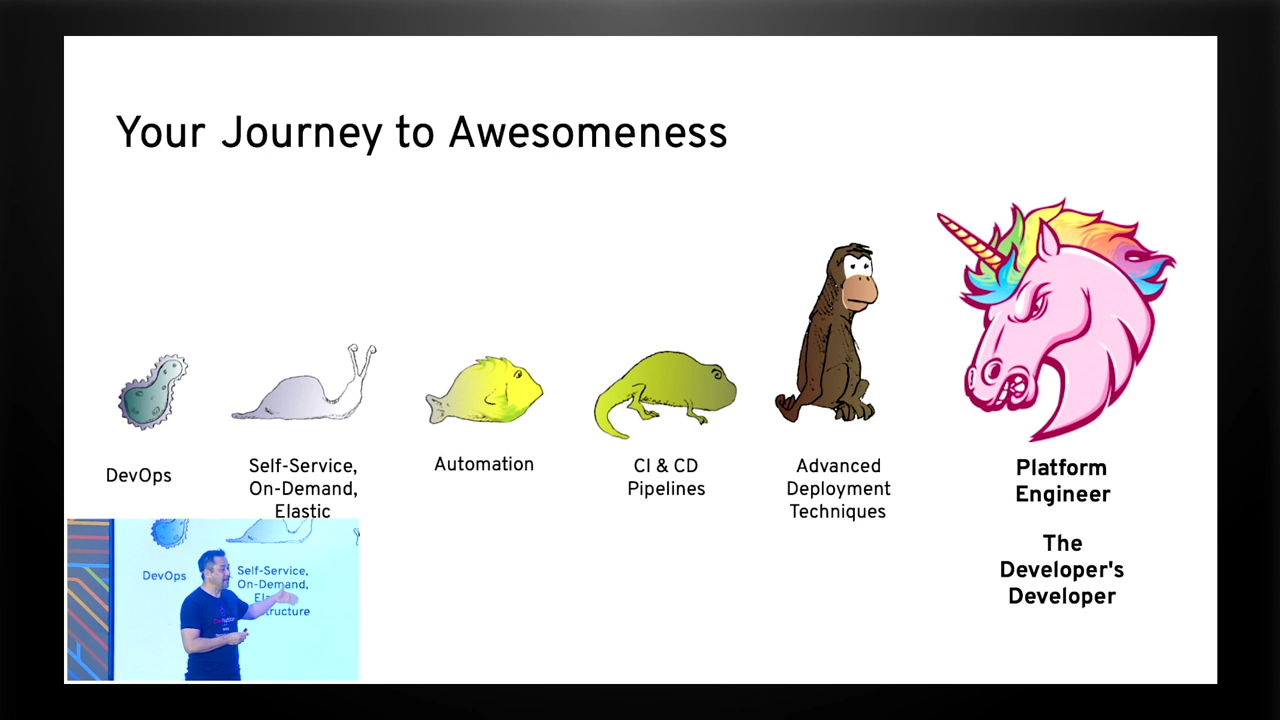 Your Journey to Awesomeness
DevOps
Self-Service,
On-Demand,
Elastic
Automation
CI & CD
Pipelines
Advanced
Deployment
Techniques
Platform
Engineer
The
Developer's
Developer
DevOps
Self-Service,
On-Demand,